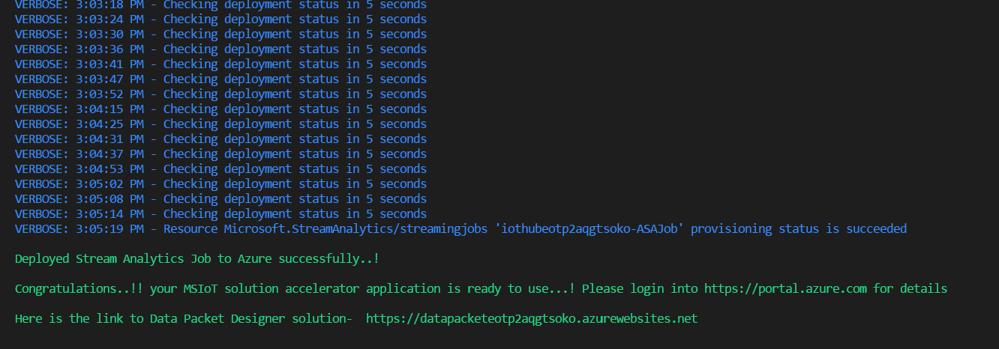 VERBOSE: 3:03:18 PM - Checking deployment status in 5 seconds
VERBOSE: 3:03:24 PM - Checking deployment status in 5 seconds
VERBOSE: 3:03:30 PM - Checking deployment status in 5 seconds
VERBOSE: 3:03:36 PM - Checking deployment status in 5 seconds
VERBOSE: 3:03:41 PM - Checking deployment status in 5 seconds
VERBOSE: 3:03:47 PM - Checking deployment status in 5 seconds
VERBOSE: 3:03:52 PM - Checking deployment status in 5 seconds
VERBOSE: 3:04:15 PM - Checking deployment status in 5 seconds
VERBOSE: 3:04:25 PM - Checking deployment status in 5 seconds
VERBOSE: 3:04:31 PM - Checking deployment status in 5 seconds
VERBOSE: 3:04:37 PM - Checking deployment status in 5 seconds
VERBOSE: 3:04:53 PM - Checking deployment status in 5 seconds
VERBOSE: 3:05:02 PM - Checking deployment status in 5 seconds
VERBOSE: 3:05:08 PM - Checking deployment status in 5 seconds
VERBOSE: 3:05:14 PM - Checking deployment status in 5 seconds
VERBOSE: 3:05:19 PM - Resource Microsoft.StreamAnalytics/streamingjobs 'iothubeotp2aqgtsoko-ASAJob' provisioning status is succeeded
Deployed Stream Analytics Job to Azure successfully..!
Congratulations..!! your MSIoT solution accelerator application is ready to use...! Please login into https://portal.azure.com for details
Here is the link to Data Packet Designer solution-  https://datapacketeotp2aqgtsoko.azurewebsites.net